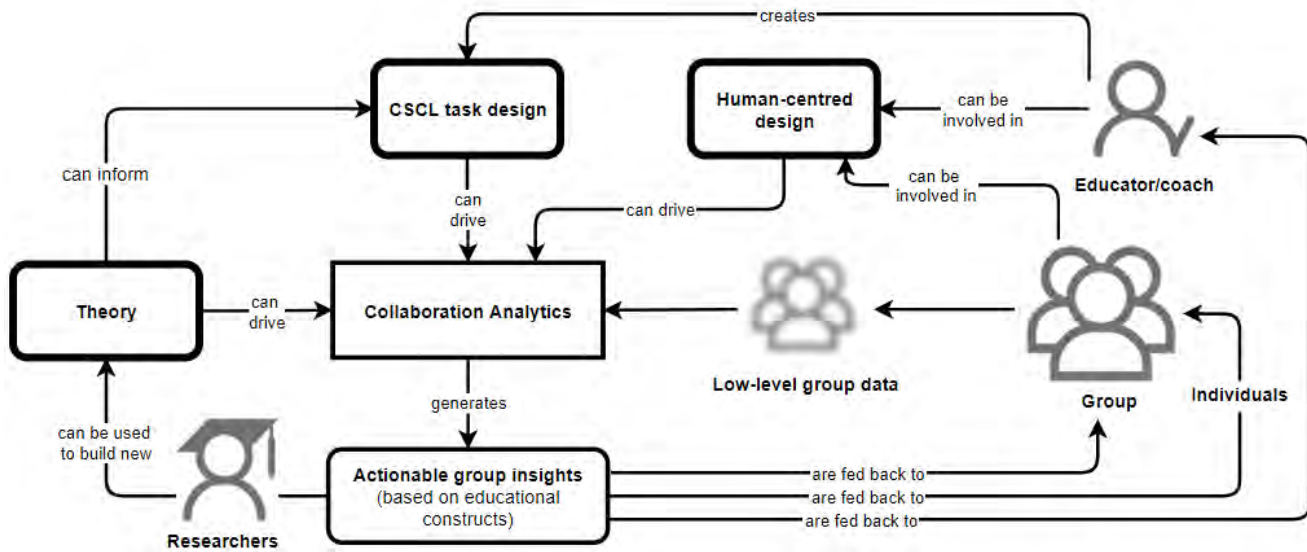 creates
CSCL task design
Human-centred
design
can be
involved in
Educator/coach
can inform
can
drive
can drive
can be
involved in
Theory
can
drive
Collaboration Analytics
Low-level group data
Group
Individuals
generates
can be used
to build new
Researchers
Actionable group insights
(based on educational
constructs)
are fed back to
are fed back to
are fed back to